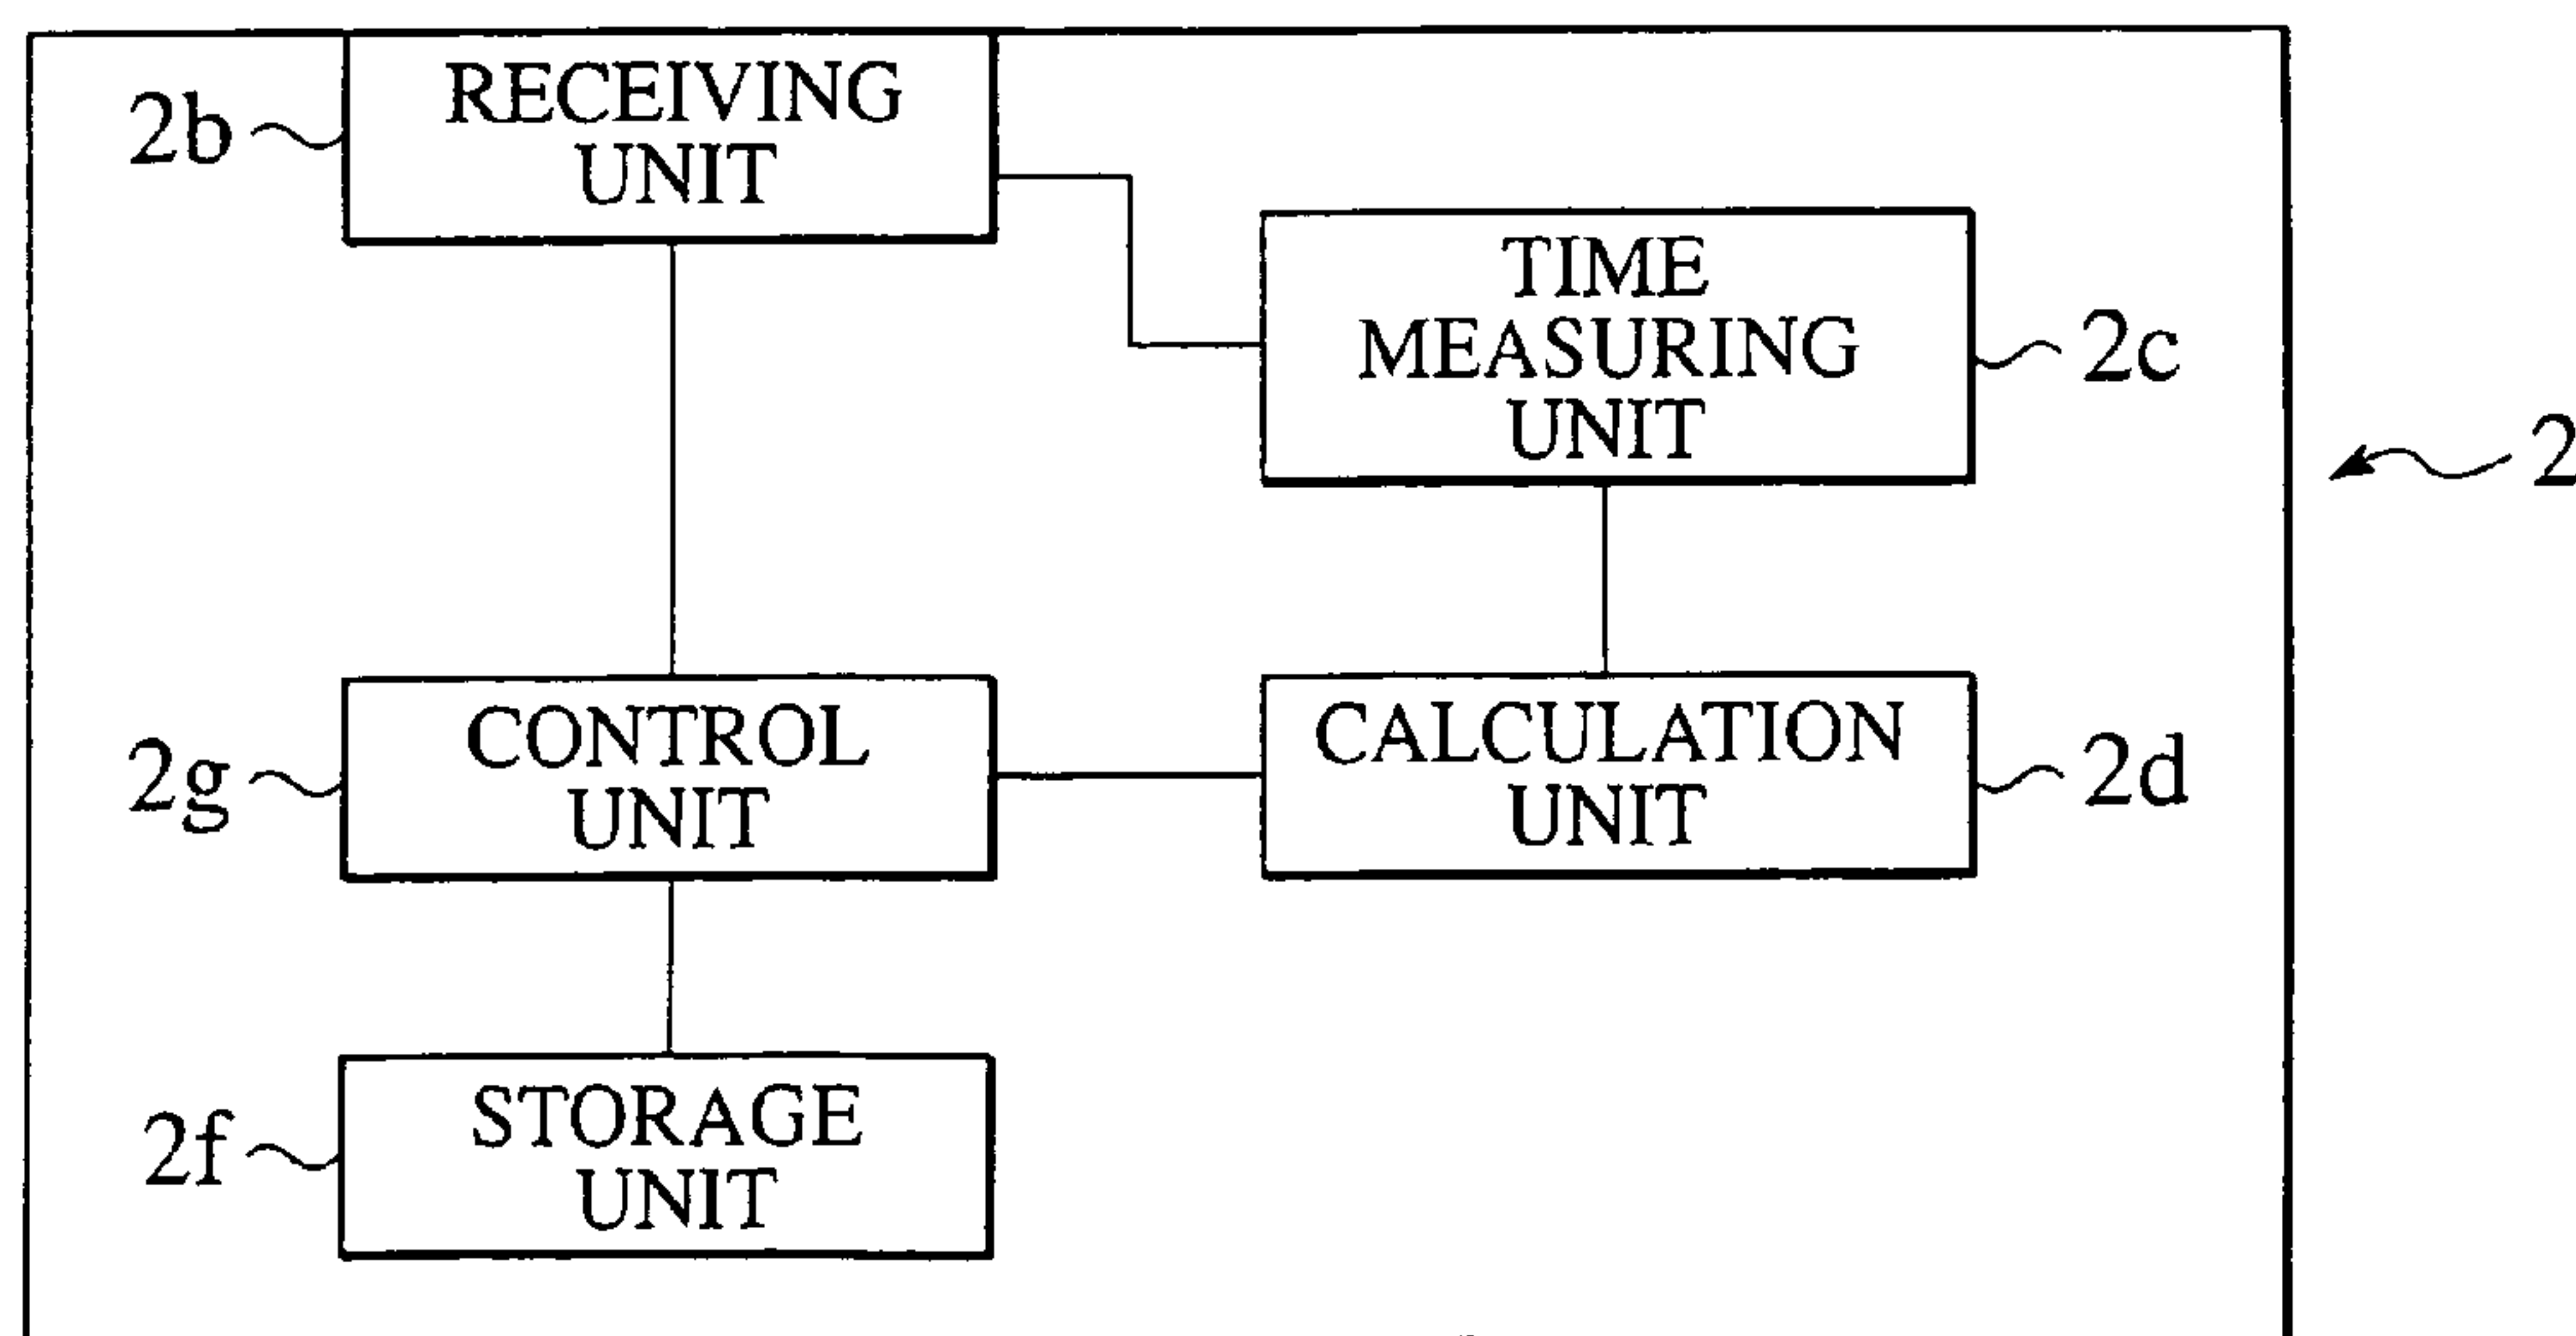 RECEIVING
UNIT
2b
TIME
MEASURING
UNIT
2c
2
CONTROL
UNIT
2g
CALCULATION
UNIT
2d
STORAGE
UNIT
2f